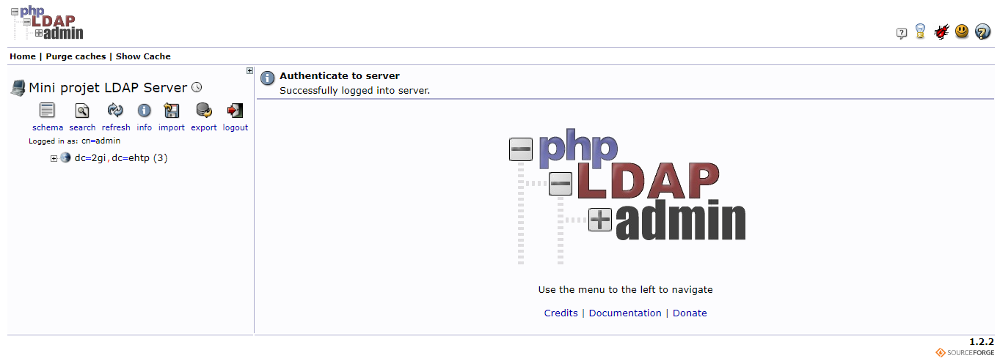 php
LDAP
admin
Home | Purge caches | Show Cache
Mini projet LDAP Server
schema search refresh info import export logout
Logged in as: cn=admin
dc=2gi,dc=ehtp (3)
Authenticate to server
Successfully logged into server.
php
LDAP
admin
Use the menu to the left to navigate
Credits | Documentation | Donate
1.2.2
SOURCEFORGE